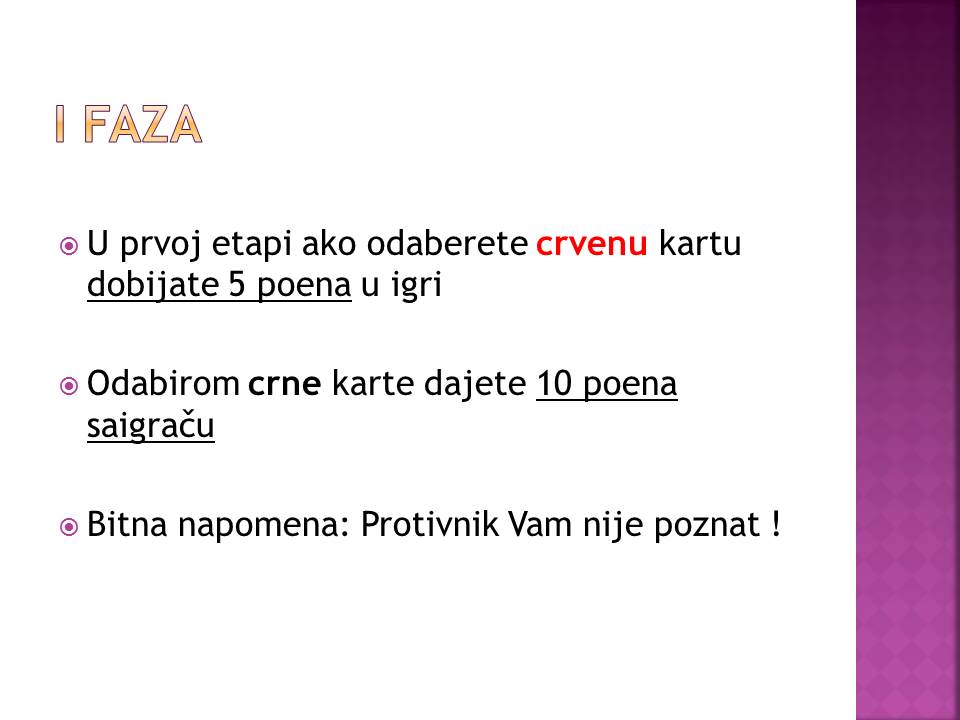 I FAZA
U prvoj etapi ako odaberete crvenu kartu
dobijate 5 poena u igri
Odabirom crne karte dajete 10 poena
saigraču
Bitna napomena: Protivnik Vam nije poznat !